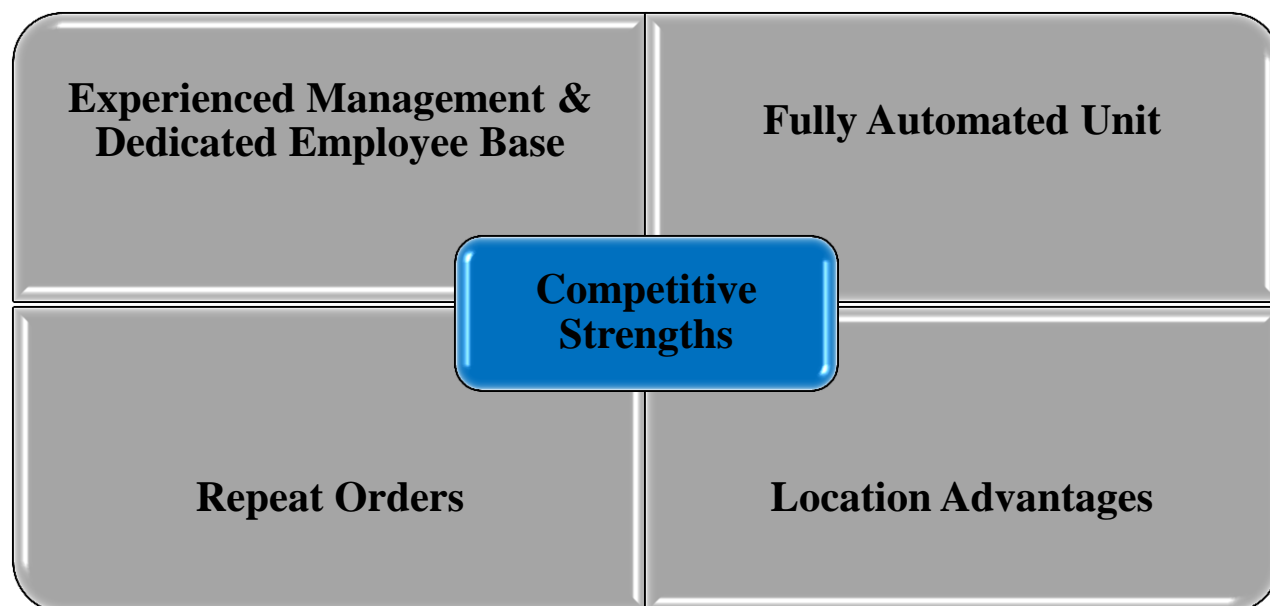 Experienced Management &
Dedicated Employee Base
Fully Automated Unit
Competitive
Strengths
Repeat Orders
Location Advantages